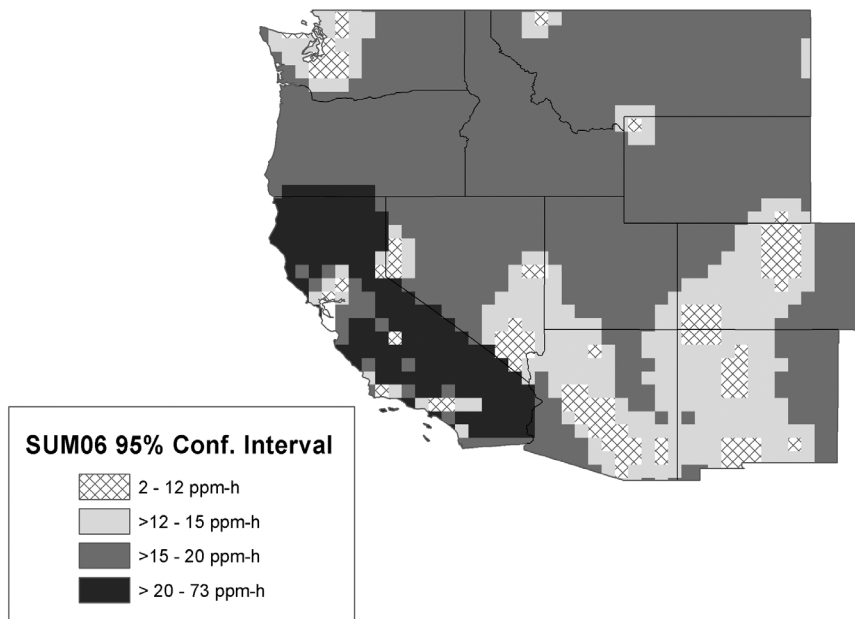 SUM06 95% Conf. Interval
2 - 12 ppm-h
>12 - 15 ppm-h
>15 - 20 ppm-h
> 20 - 73 ppm-h